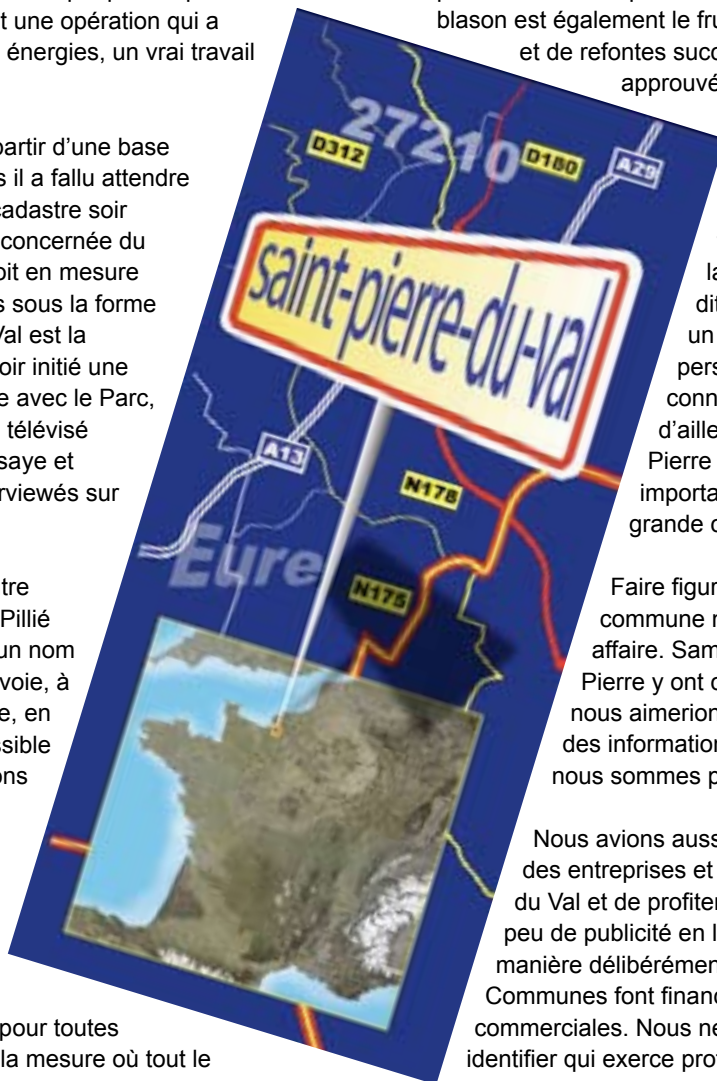 t une opération qui a
énergies, un vrai travail
partir d'une base
s il a fallu attendre
cadastre soir
concernée du
oit en mesure
s sous la forme
Val est la
oir initié une
e avec le Parc,
télévisé
saye et
rviewés sur
tre
Pillié
un nom
voie, à
e, en
ssible
ons
pour toutes
la mesure où tout le
27210
D312
D180
A29
saint-pierre-du-val
A13
N178
Eure
N175
blason est également le fru
et de refontes succ
approuvé
la
dit
un
pers
conn
d'aille
Pierre
importa
grande c
Faire figur
commune n
affaire. Sam
Pierre y ont c
nous aimerion
des information
nous sommes p
Nous avions auss
des entreprises et
du Val et de profiter
peu de publicité en l
manière délibérémen
Communes font financ
commerciales. Nous ne
identifier qui exerce prof